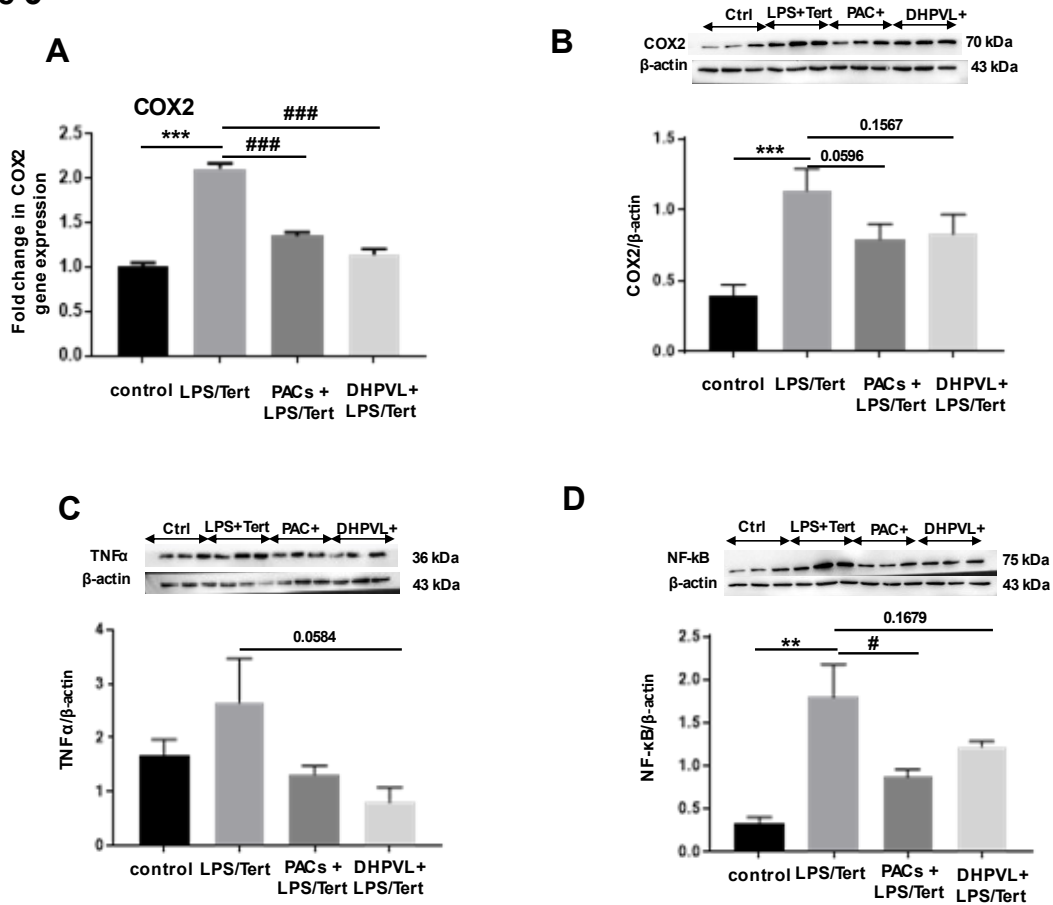 A
COX2
***
###
###
Fold change in COX2
gene expression
2.5
2.0
1.5
1.0
0.5
0.0
control LPS/Tert PACs + DHPVL+
LPS/Tert LPS/Tert
B
Ctrl LPS+Tert PAC+ DHPVL+
COX2 70 kDa
β-actin 43 kDa
0.1567
*** 0.0596
COX2/β-actin
1.5
1.0
0.5
0.0
control LPS/Tert PACs + DHPVL+
LPS/Tert LPS/Tert
C
Ctrl LPS+Tert PAC+ DHPVL+
TNFα 36 kDa
β-actin 43 kDa
0.0584
TNFα/β-actin
4
3
2
1
0
control LPS/Tert PACs + DHPVL+
LPS/Tert LPS/Tert
D
Ctrl LPS+Tert PAC+ DHPVL+
NF-kB 75 kDa
β-actin 43 kDa
0.1679
** #
NF-κB/β-actin
2.5
2.0
1.5
1.0
0.5
0.0
control LPS/Tert PACs + DHPVL+
LPS/Tert LPS/Tert